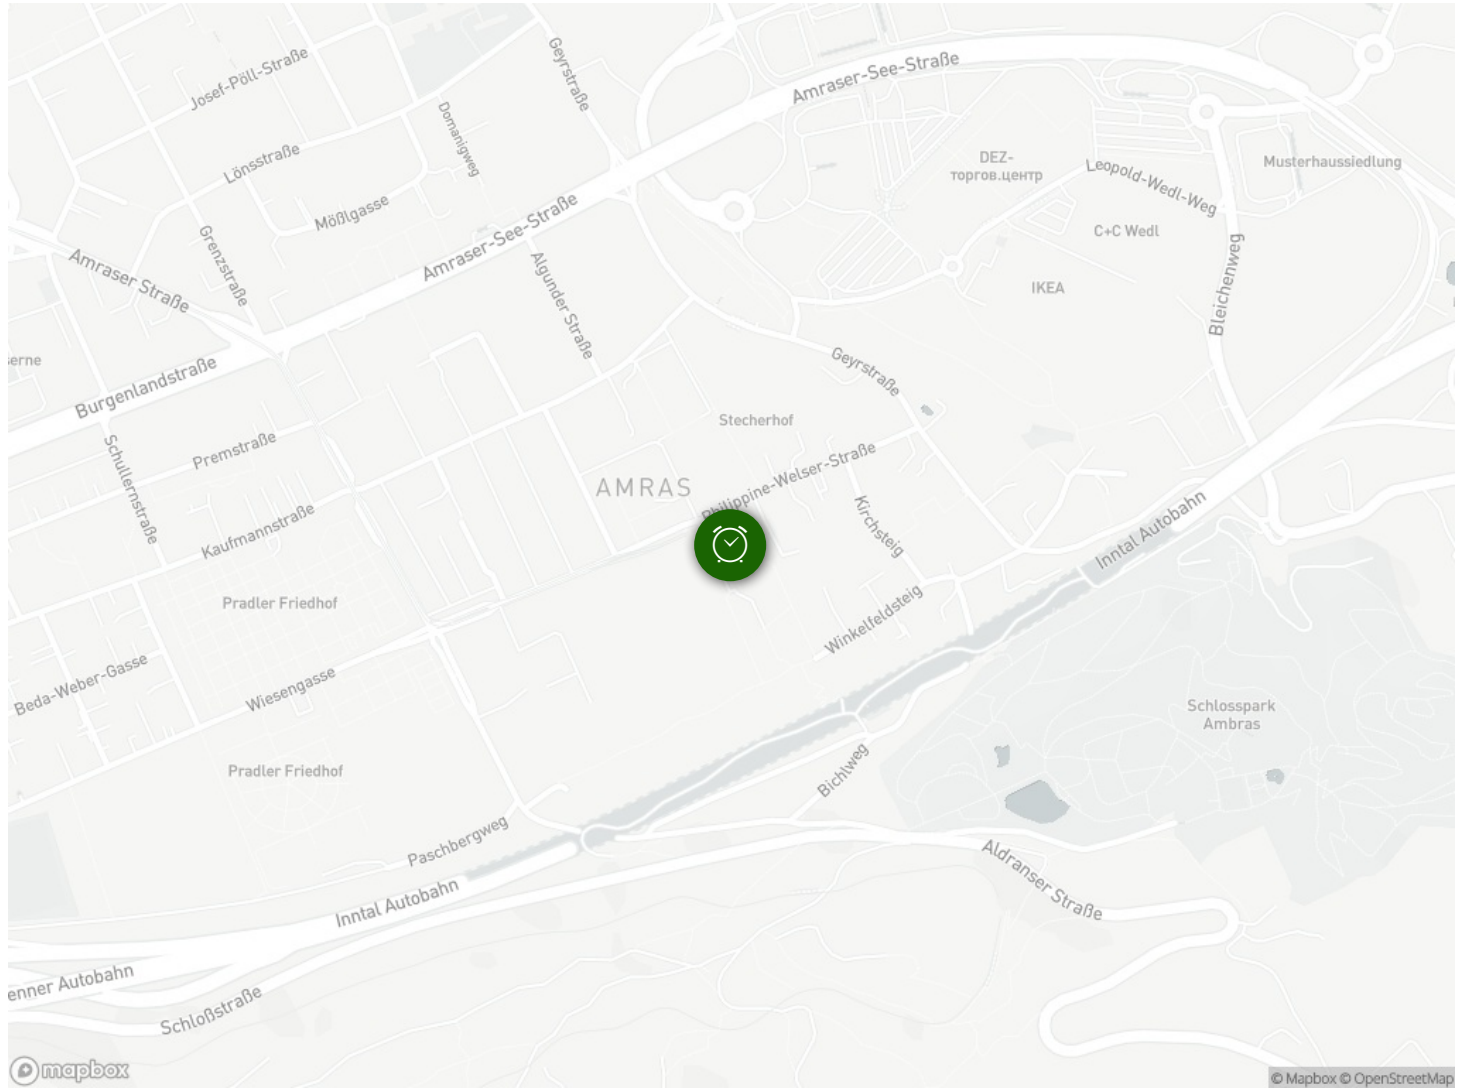 Josef-Pöll-Straße
Geyrstraße
Amraser-See-Straße
Domanigweg
Lönsstraße
DEZ-
торгов.центр
Leopold-Wedl-Weg
Musterhaussiedlung
Mößlgasse
Amraser-See-Straße
C+C Wedl
Grenzstraße
Amraser Straße
Algunder Straße
IKEA
Bleichenweg
serne
Burgenlandstraße
Geyrstraße
Stecherhof
Premstraße
Schullernstraße
AMRAS
Philippine-Welser-Straße
Kaufmannstraße
Kirchsteig
Inntal Autobahn
Pradler Friedhof
Winkelfeldsteig
Beda-Weber-Gasse
Wiesengasse
Schlosspark
Ambras
Pradler Friedhof
Bichlweg
Paschbergweg
Aldranser Straße
Inntal Autobahn
enner Autobahn
Schloßstraße
mapbox
© Mapbox © OpenStreetMap